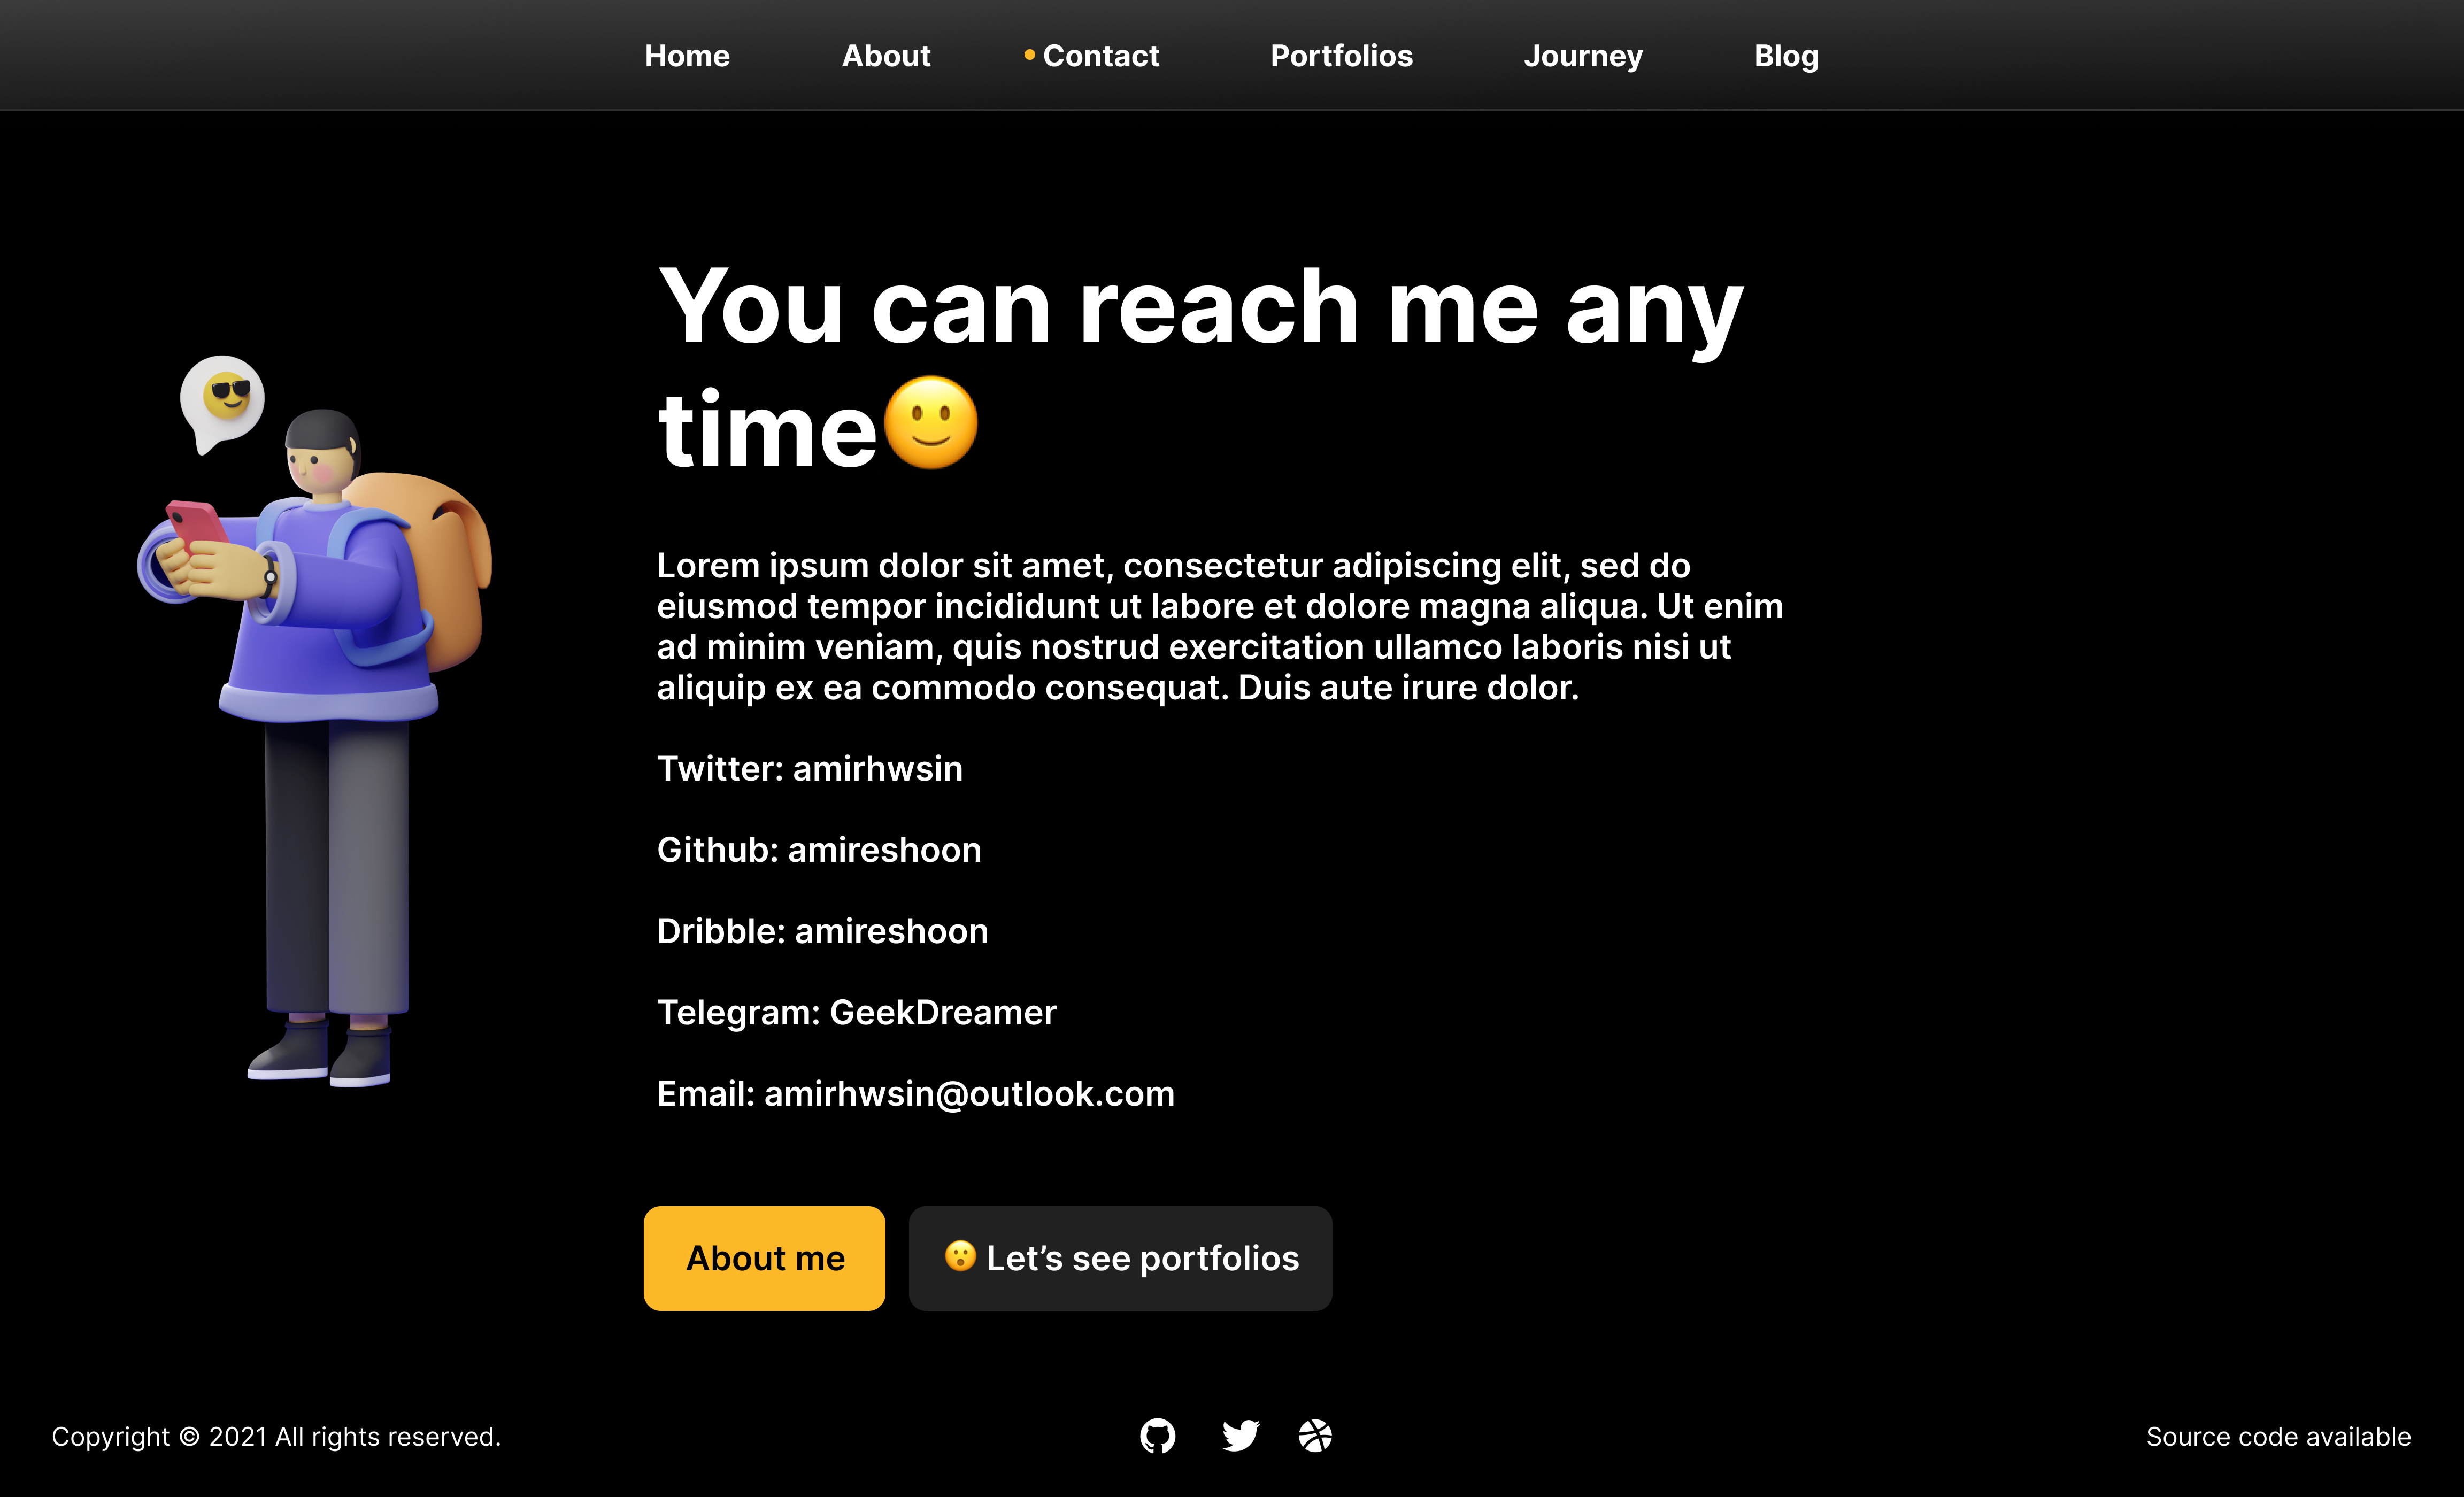 Home About Contact Portfolios Journey Blog
You can reach me any
time🙂
Lorem ipsum dolor sit amet, consectetur adipiscing elit, sed do
eiusmod tempor incididunt ut labore et dolore magna aliqua. Ut enim
ad minim veniam, quis nostrud exercitation ullamco laboris nisi ut
aliquip ex ea commodo consequat. Duis aute irure dolor.
Twitter: amirhwsin
Github: amireshoon
Dribble: amireshoon
Telegram: GeekDreamer
Email: amirhwsin@outlook.com
About me
😗 Let’s see portfolios
Copyright © 2021 All rights reserved.
Source code available